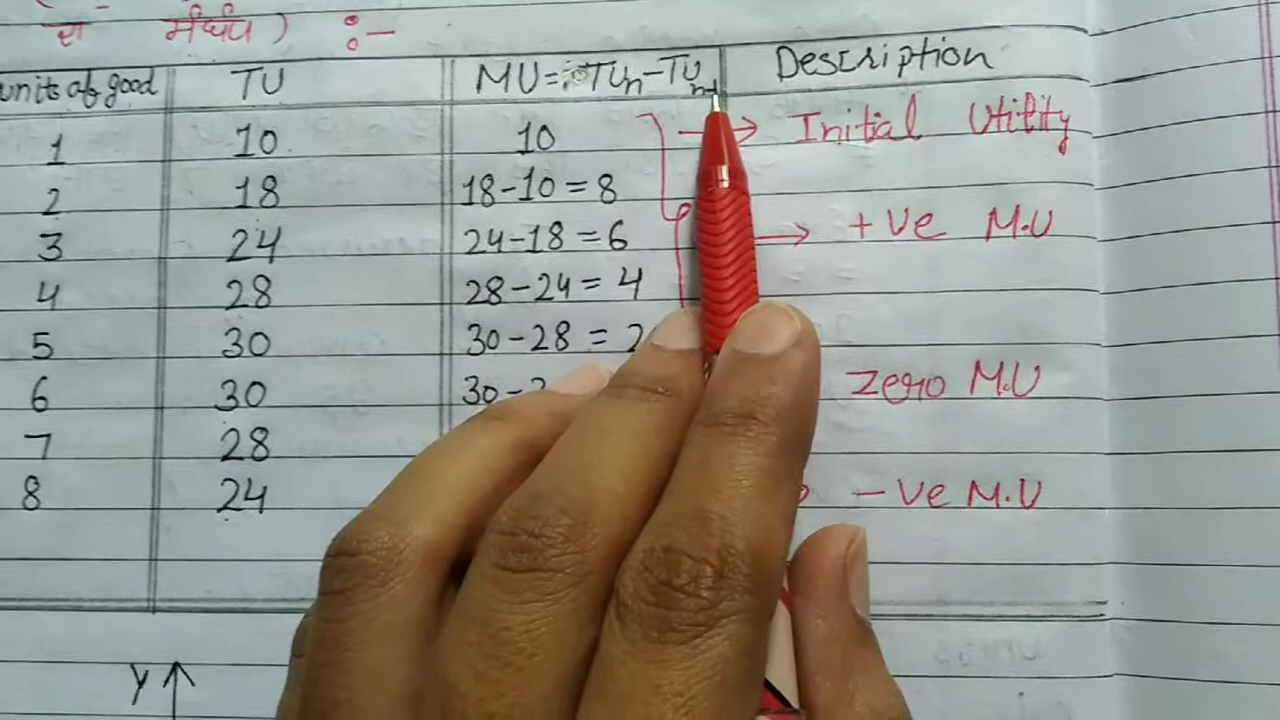 ਦਾ ਸੰਬੰਧ) :-
units of good TU MU = TUn - TUn-1 Description
1 10 10 → Initial Utility
2 18 18-10 = 8
3 24 24-18 = 6 → +Ve M.U
4 28 28-24 = 4
5 30 30-28 = 2
6 30 30- Zero M.U
7 28
8 24 -Ve M.U
Y